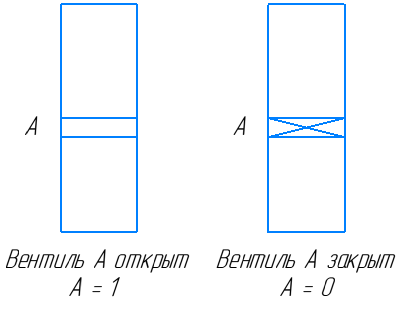 A
A
Вентиль A открыт
A = 1
Вентиль A закрыт
A = 0